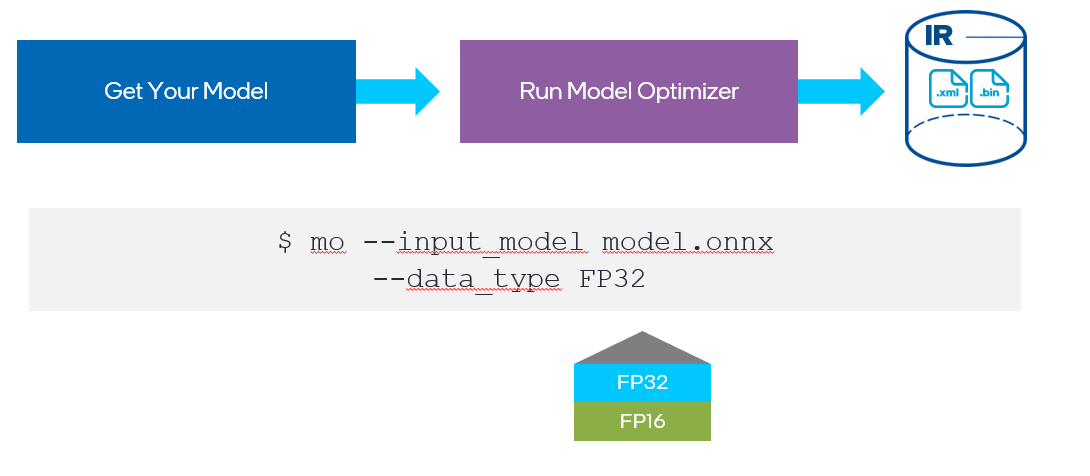 Get Your Model
Run Model Optimizer
IR
.xml
.bin
$ mo --input_model model.onnx
--data_type FP32
FP32
FP16